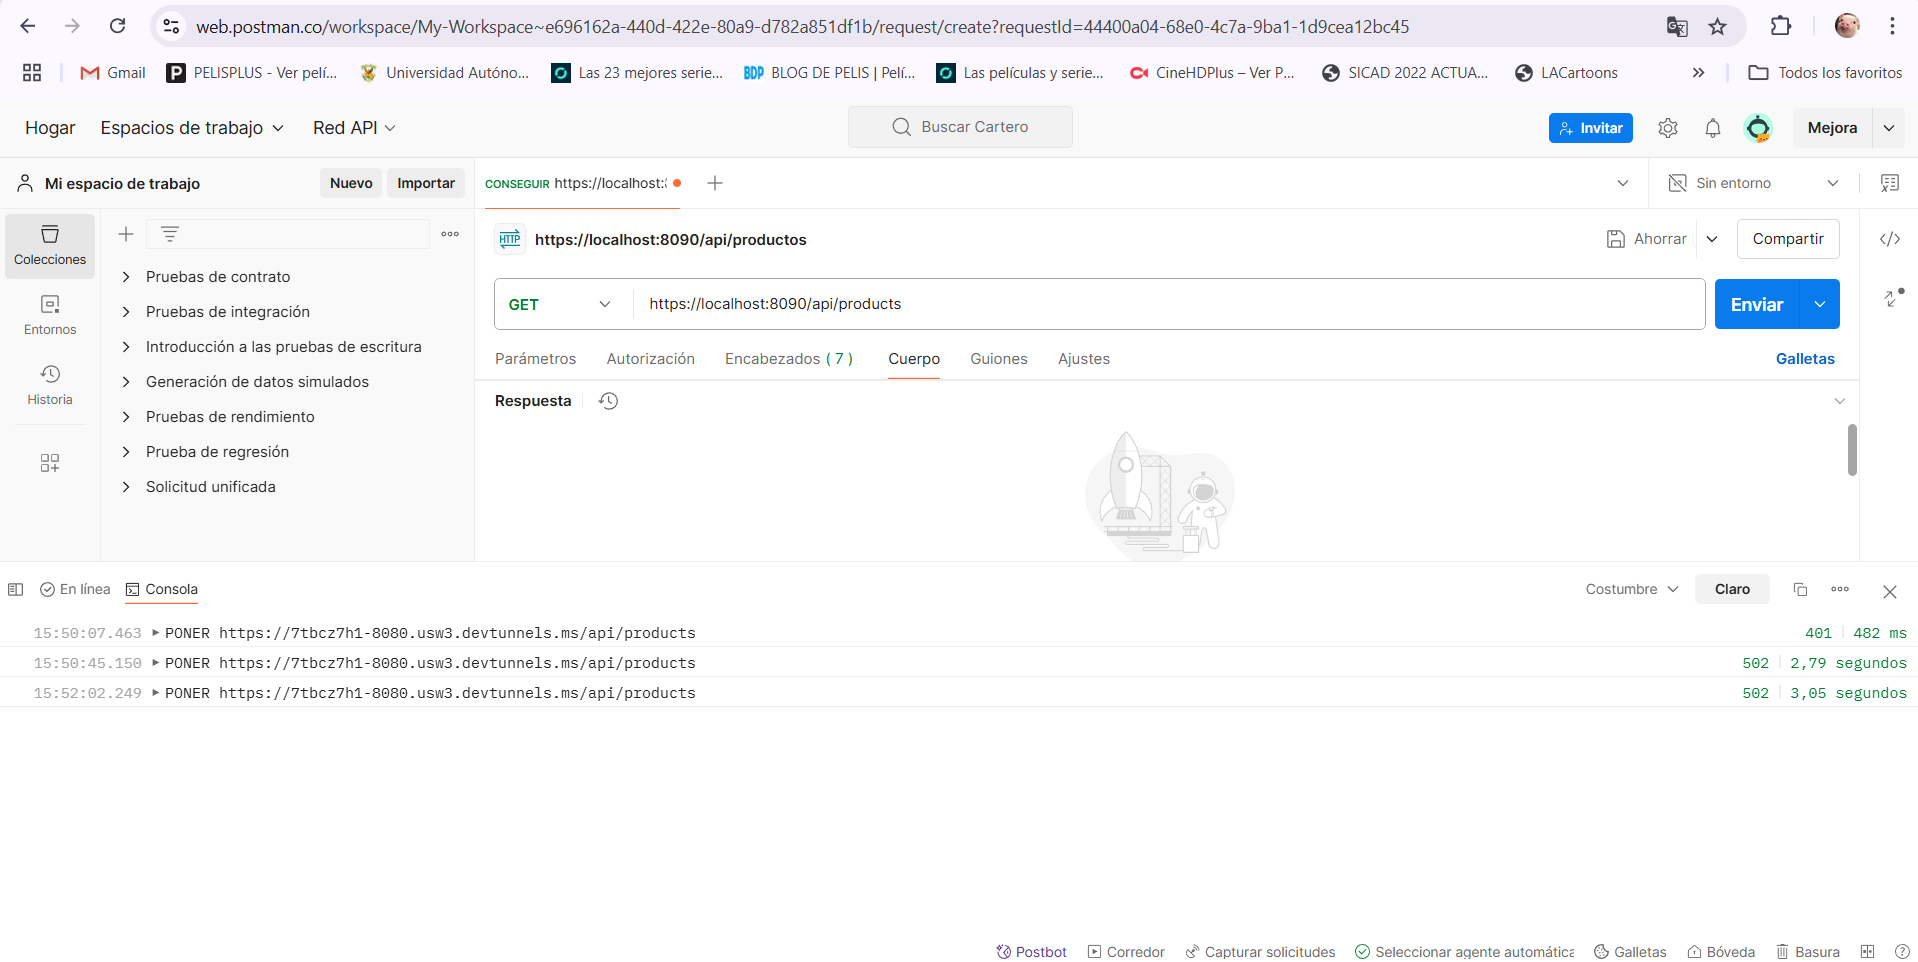 web.postman.co/workspace/My-Workspace~e696162a-440d-422e-80a9-d782a851df1b/request/create?requestId=44400a04-68e0-4c7a-9ba1-1d9cea12bc45
Gmail PELISPLUS - Ver pelí... Universidad Autóno... Las 23 mejores serie... BDP BLOG DE PELIS | Pelí... Las películas y serie... CineHDPlus – Ver P... SICAD 2022 ACTUA... LACartoons Todos los favoritos
Hogar Espacios de trabajo Red API Buscar Cartero Invitar Mejora
Mi espacio de trabajo Nuevo Importar CONSEGUIR https://localhost: Sin entorno
Colecciones
Entornos
Historia
Pruebas de contrato
Pruebas de integración
Introducción a las pruebas de escritura
Generación de datos simulados
Pruebas de rendimiento
Prueba de regresión
Solicitud unificada
HTTP https://localhost:8090/api/productos Ahorrar Compartir
GET https://localhost:8090/api/products Enviar
Parámetros Autorización Encabezados ( 7 ) Cuerpo Guiones Ajustes Galletas
Respuesta
En línea Consola Costumbre Claro
15:50:07.463 PONER https://7tbcz7h1-8080.usw3.devtunnels.ms/api/products 401 482 ms
15:50:45.150 PONER https://7tbcz7h1-8080.usw3.devtunnels.ms/api/products 502 2,79 segundos
15:52:02.249 PONER https://7tbcz7h1-8080.usw3.devtunnels.ms/api/products 502 3,05 segundos
Postbot Corredor Capturar solicitudes Seleccionar agente automática Galletas Bóveda Basura